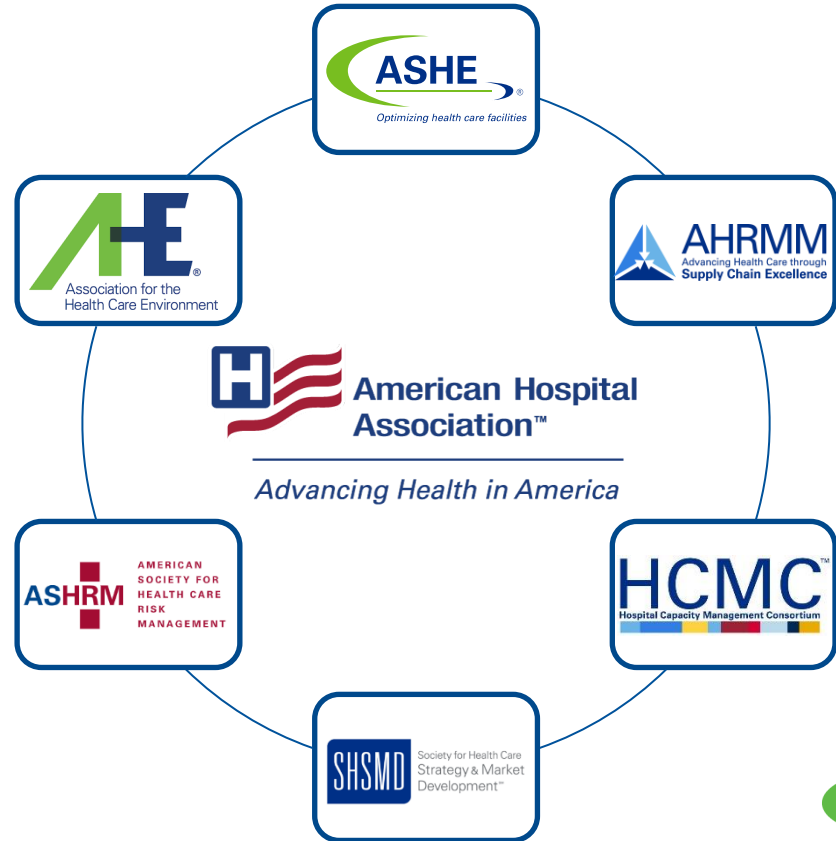 ASHE
®
Optimizing health care facilities
AHE®
Association for the
Health Care Environment
AHRMM
Advancing Health Care through
Supply Chain Excellence
H
American Hospital
Association™
Advancing Health in America
ASHRM
AMERICAN
SOCIETY FOR
HEALTH CARE
RISK
MANAGEMENT
HCMC™
Hospital Capacity Management Consortium
SHSMD
Society for Health Care
Strategy & Market
Development™